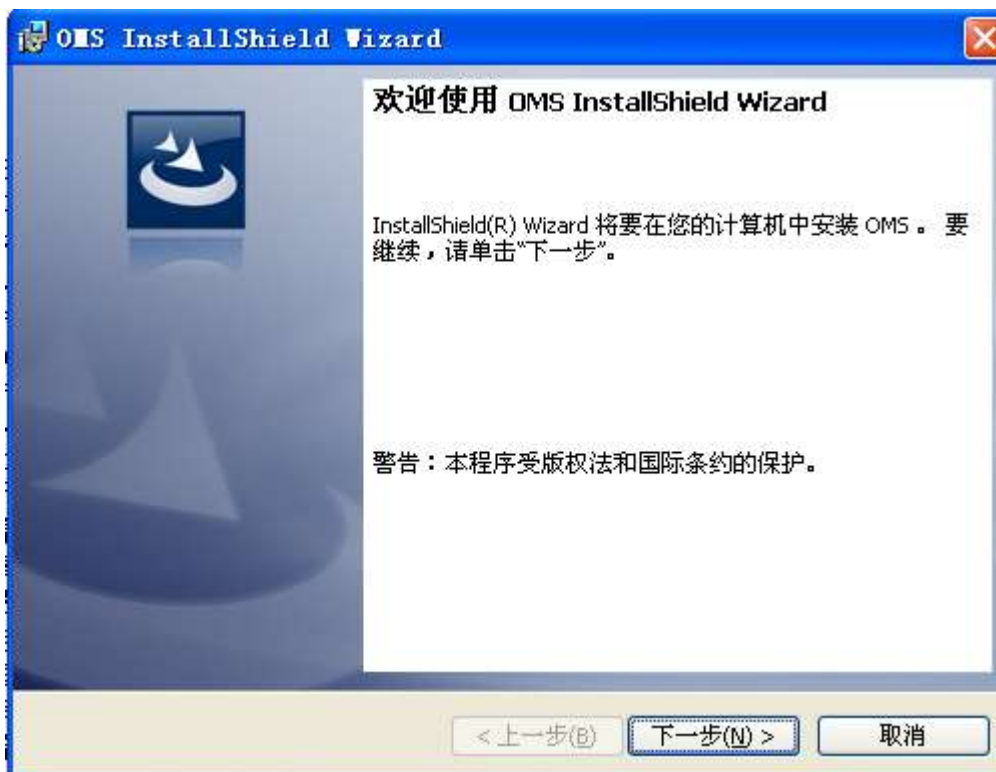 OMS InstallShield Wizard
欢迎使用 OMS InstallShield Wizard
InstallShield(R) Wizard 将要在您的计算机中安装 OMS 。 要
继续，请单击“下一步”。
警告：本程序受版权法和国际条约的保护。
< 上一步(B) 下一步(N) > 取消